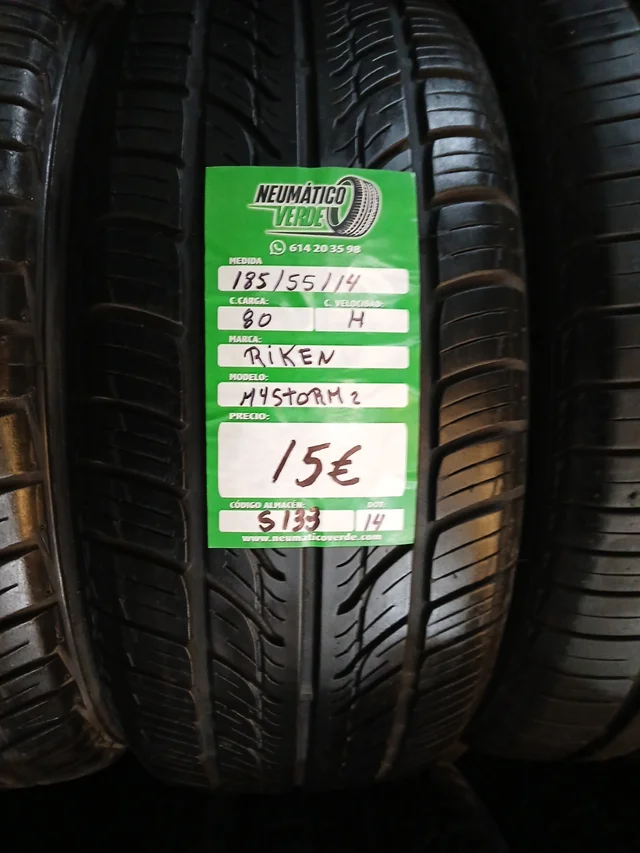 NEUMÁTICO
VERDE
614 20 35 98
MEDIDA
185/55/14
C.CARGA: C. VELOCIDAD:
80 H
MARCA:
RiKEN
MODELO:
MYStORM 2
PRECIO:
15€
CÓDIGO ALMACÉN: DOT
S133 14
www.neumaticoverde.com